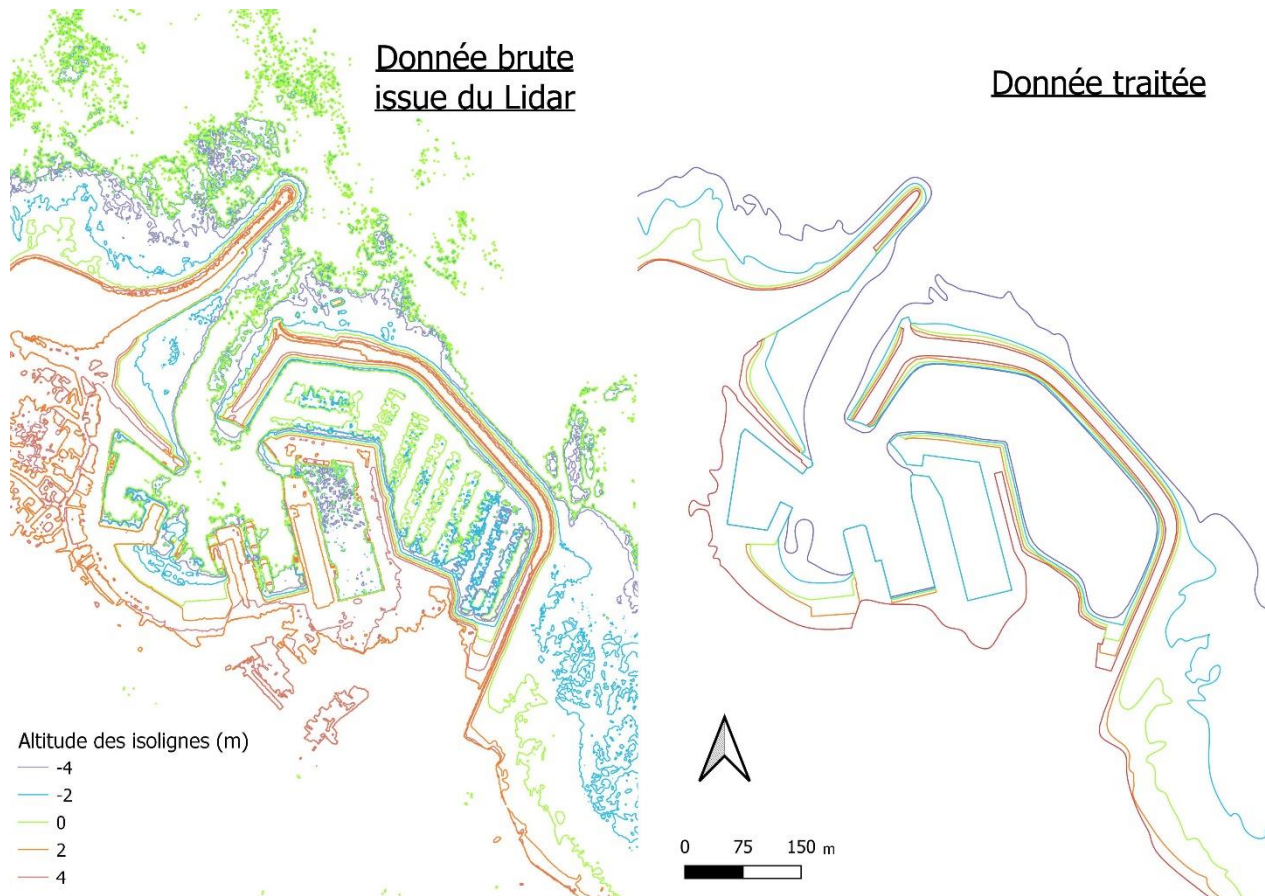 Donnée brute
issue du Lidar
Donnée traitée
Altitude des isolignes (m)
-4
-2
0
2
4
0 75 150 m